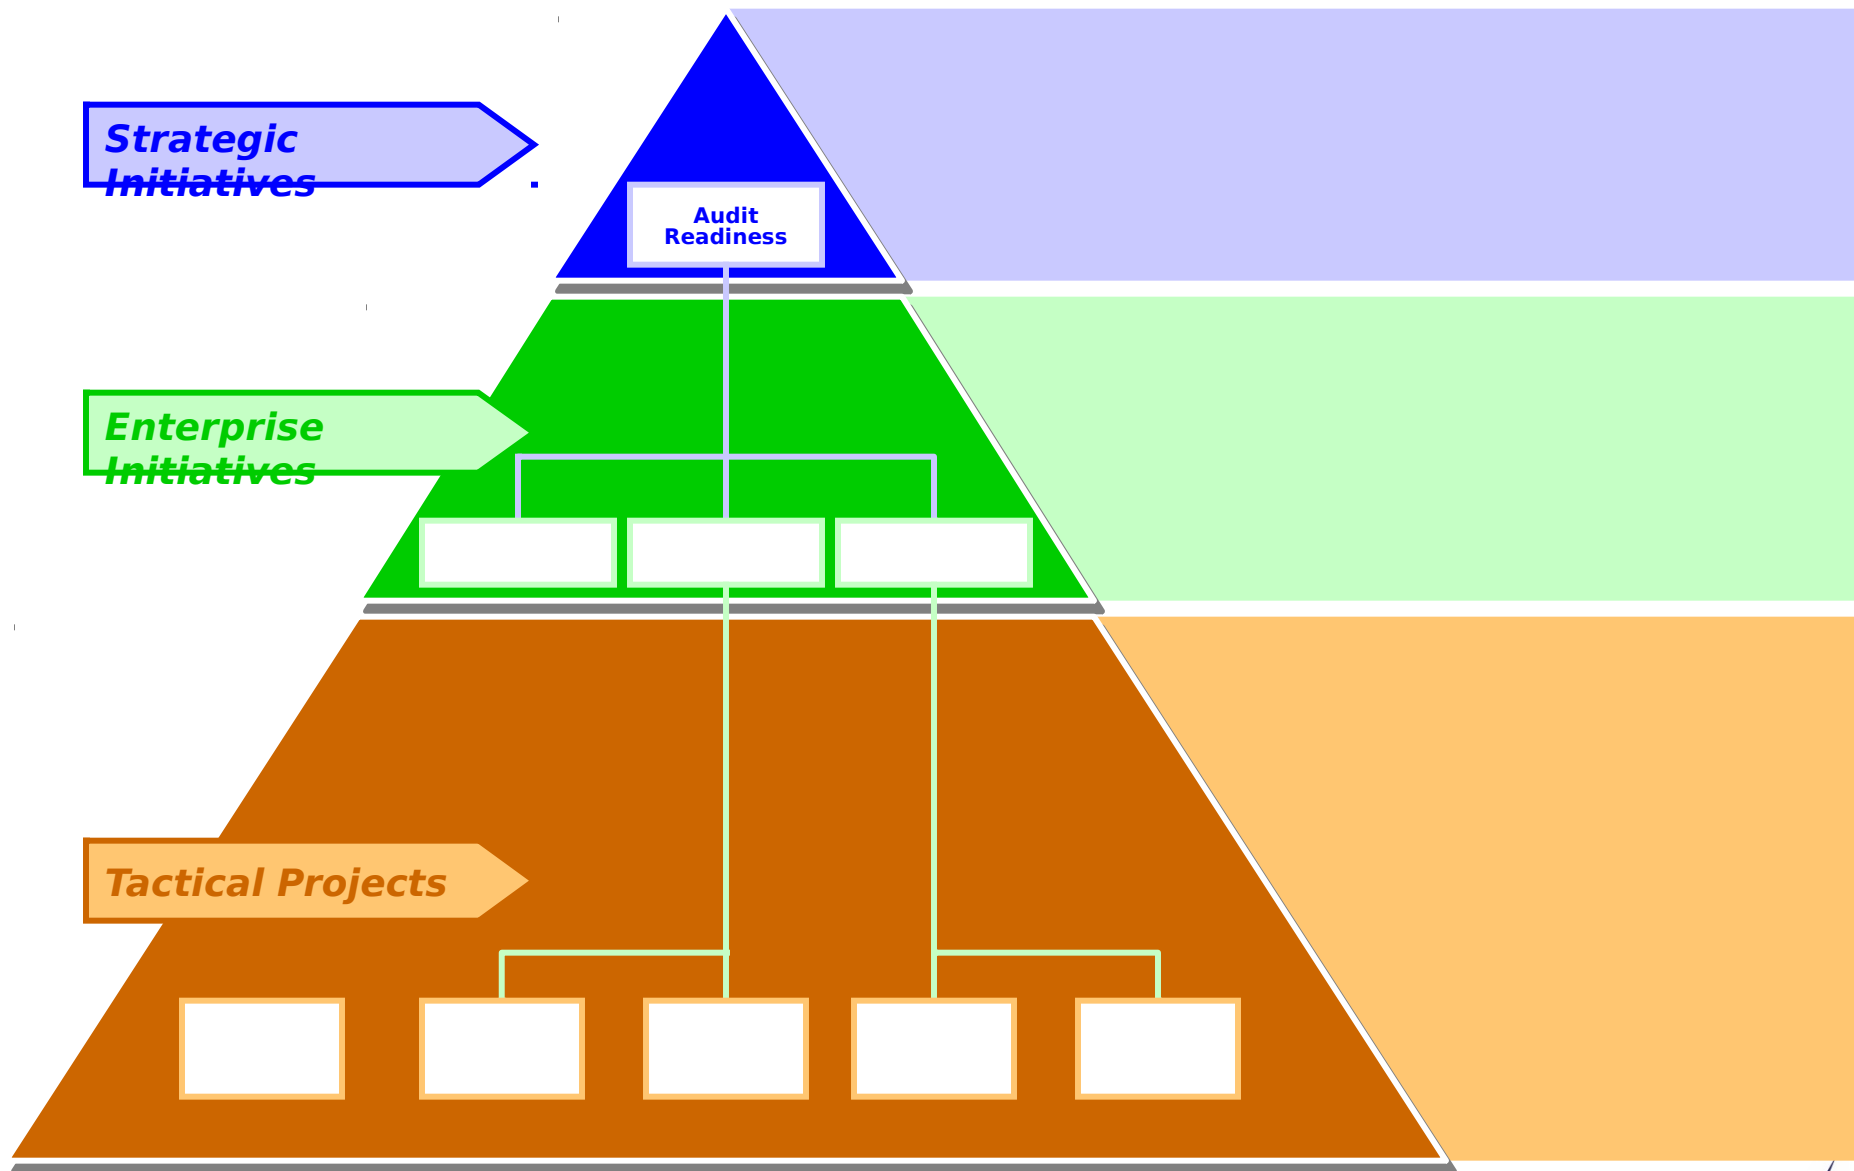 Strategic
Initiatives
Audit
Readiness
Enterprise
Initiatives
Tactical Projects